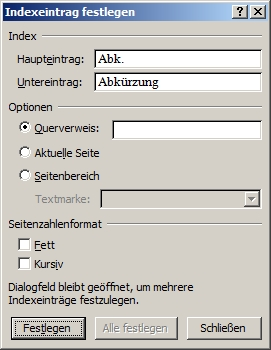 Indexeintrag festlegen
Index
Haupteintrag: Abk.
Untereintrag: Abkürzung
Optionen
Querverweis:
Aktuelle Seite
Seitenbereich
Textmarke:
Seitenzahlenformat
Fett
Kursiv
Dialogfeld bleibt geöffnet, um mehrere
Indexeinträge festzulegen.
Festlegen Alle festlegen Schließen